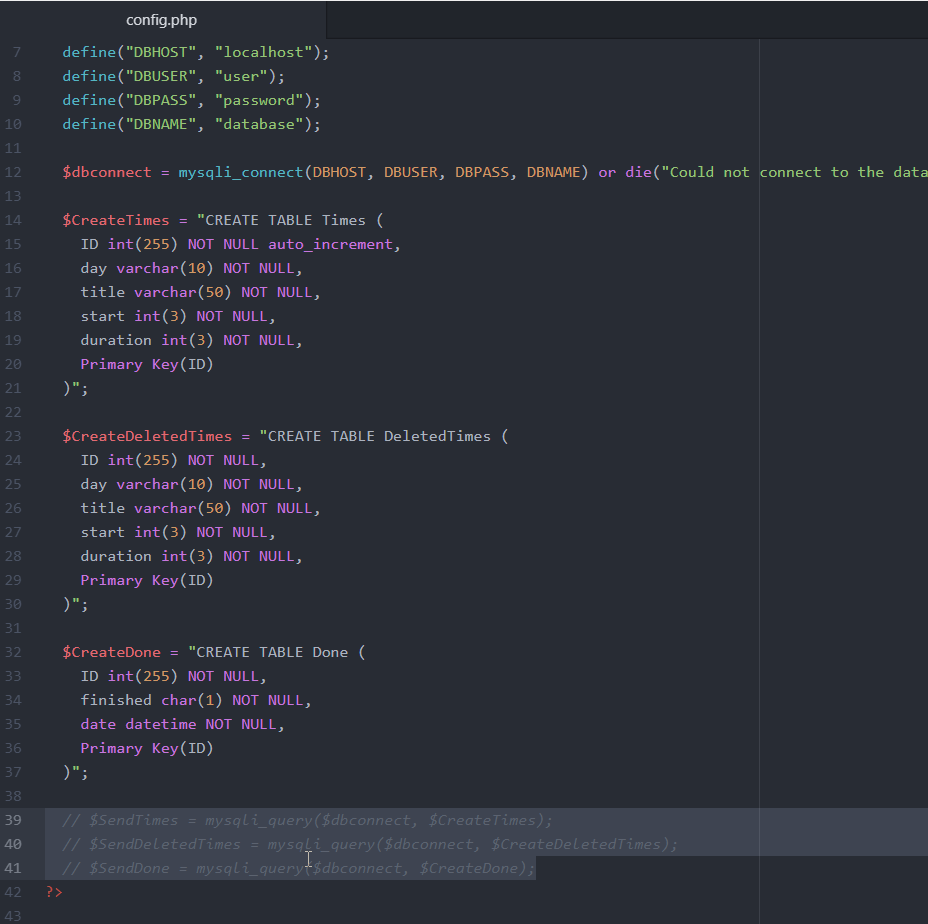 config.php
7 define("DBHOST", "localhost");
8 define("DBUSER", "user");
9 define("DBPASS", "password");
10 define("DBNAME", "database");
11
12 $dbconnect = mysqli_connect(DBHOST, DBUSER, DBPASS, DBNAME) or die("Could not connect to the data
13
14 $CreateTimes = "CREATE TABLE Times (
15 ID int(255) NOT NULL auto_increment,
16 day varchar(10) NOT NULL,
17 title varchar(50) NOT NULL,
18 start int(3) NOT NULL,
19 duration int(3) NOT NULL,
20 Primary Key(ID)
21 )";
22
23 $CreateDeletedTimes = "CREATE TABLE DeletedTimes (
24 ID int(255) NOT NULL,
25 day varchar(10) NOT NULL,
26 title varchar(50) NOT NULL,
27 start int(3) NOT NULL,
28 duration int(3) NOT NULL,
29 Primary Key(ID)
30 )";
31
32 $CreateDone = "CREATE TABLE Done (
33 ID int(255) NOT NULL,
34 finished char(1) NOT NULL,
35 date datetime NOT NULL,
36 Primary Key(ID)
37 )";
38
39 // $SendTimes = mysqli_query($dbconnect, $CreateTimes);
40 // $SendDeletedTimes = mysqli_query($dbconnect, $CreateDeletedTimes);
41 // $SendDone = mysqli_query($dbconnect, $CreateDone);
42 ?>
43